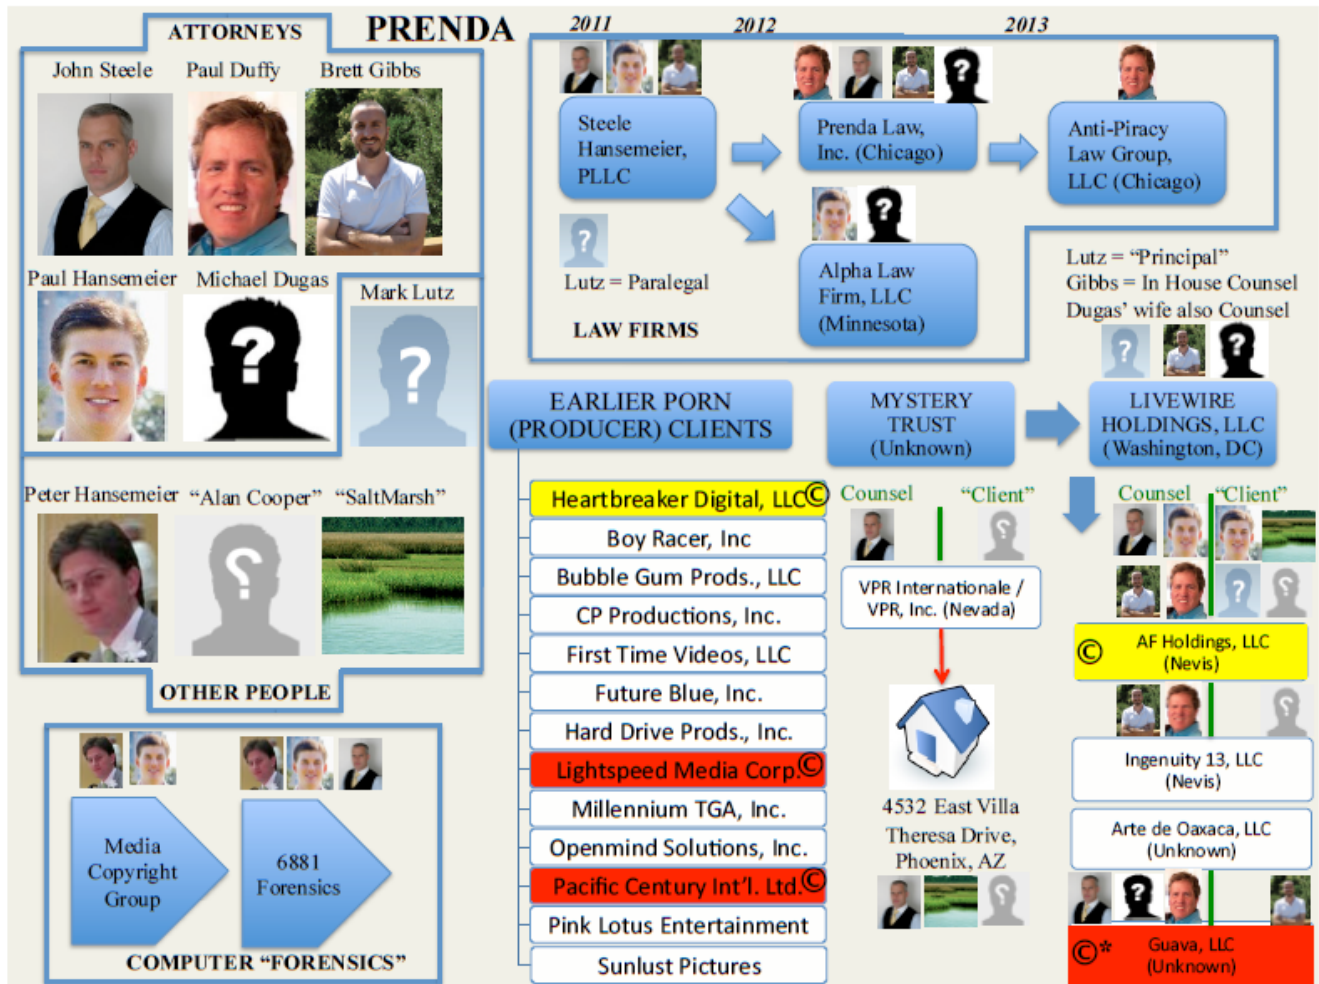 PRENDA
ATTORNEYS
John Steele
Paul Duffy
Brett Gibbs
Paul Hansemeier
Michael Dugas
?
Mark Lutz
?
Peter Hansemeier
"Alan Cooper"
?
"SaltMarsh"
OTHER PEOPLE
Media
Copyright
Group
6881
Forensics
COMPUTER "FORENSICS"
2011
2012
2013
?
Steele
Hansemeier,
PLLC
Prenda Law,
Inc. (Chicago)
Anti-Piracy
Law Group,
LLC (Chicago)
?
?
Lutz = Paralegal
Alpha Law
Firm, LLC
(Minnesota)
LAW FIRMS
Lutz = "Principal"
Gibbs = In House Counsel
Dugas' wife also Counsel
?
?
EARLIER PORN
(PRODUCER) CLIENTS
Heartbreaker Digital, LLC ©
Boy Racer, Inc
Bubble Gum Prods., LLC
CP Productions, Inc.
First Time Videos, LLC
Future Blue, Inc.
Hard Drive Prods., Inc.
Lightspeed Media Corp. ©
Millennium TGA, Inc.
Openmind Solutions, Inc.
Pacific Century Int'l. Ltd. ©
Pink Lotus Entertainment
Sunlust Pictures
MYSTERY
TRUST
(Unknown)
Counsel
"Client"
?
VPR Internationale /
VPR, Inc. (Nevada)
4532 East Villa
Theresa Drive,
Phoenix, AZ
?
LIVEWIRE
HOLDINGS, LLC
(Washington, DC)
Counsel
"Client"
?
?
© AF Holdings, LLC
(Nevis)
?
Ingenuity 13, LLC
(Nevis)
Arte de Oaxaca, LLC
(Unknown)
?
©* Guava, LLC
(Unknown)